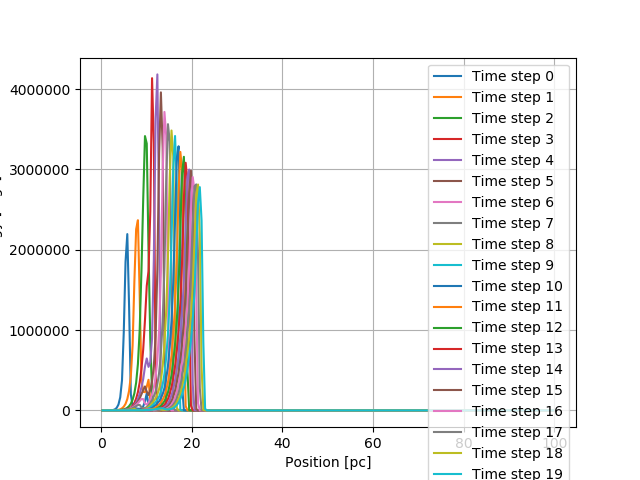 4000000
3000000
2000000
1000000
0
0
20
40
60
80
100
Position [pc]
Time step 0
Time step 1
Time step 2
Time step 3
Time step 4
Time step 5
Time step 6
Time step 7
Time step 8
Time step 9
Time step 10
Time step 11
Time step 12
Time step 13
Time step 14
Time step 15
Time step 16
Time step 17
Time step 18
Time step 19